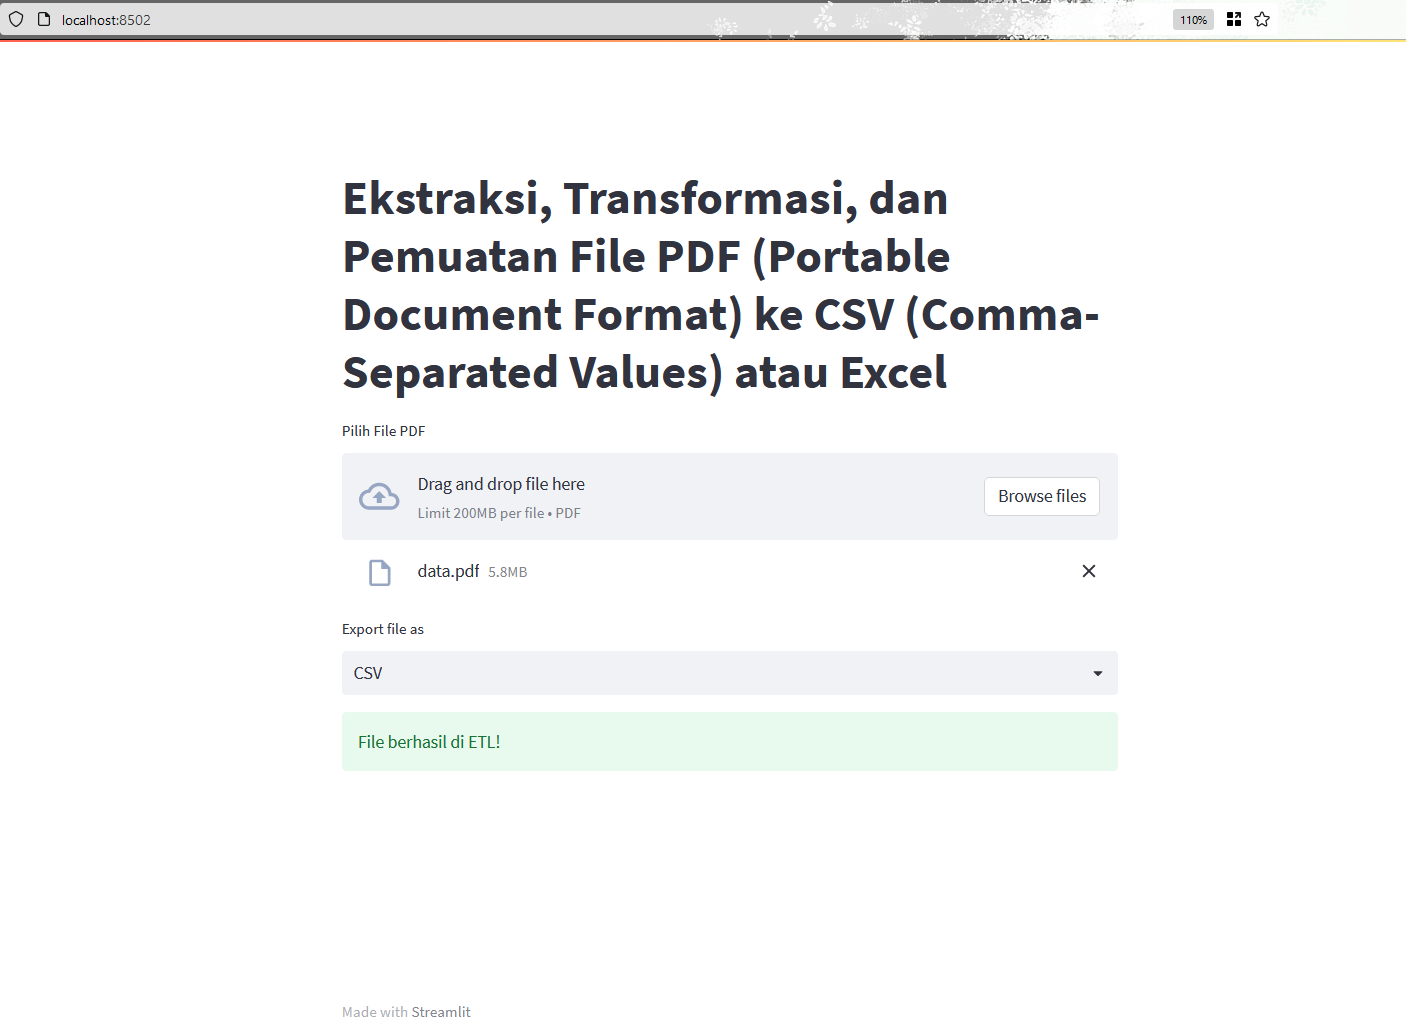 localhost:8502
110%
Ekstraksi, Transformasi, dan
Pemuatan File PDF (Portable
Document Format) ke CSV (Comma-
Separated Values) atau Excel
Pilih File PDF
Drag and drop file here
Limit 200MB per file • PDF
Browse files
data.pdf 5.8MB
Export file as
CSV
File berhasil di ETL!
Made with Streamlit